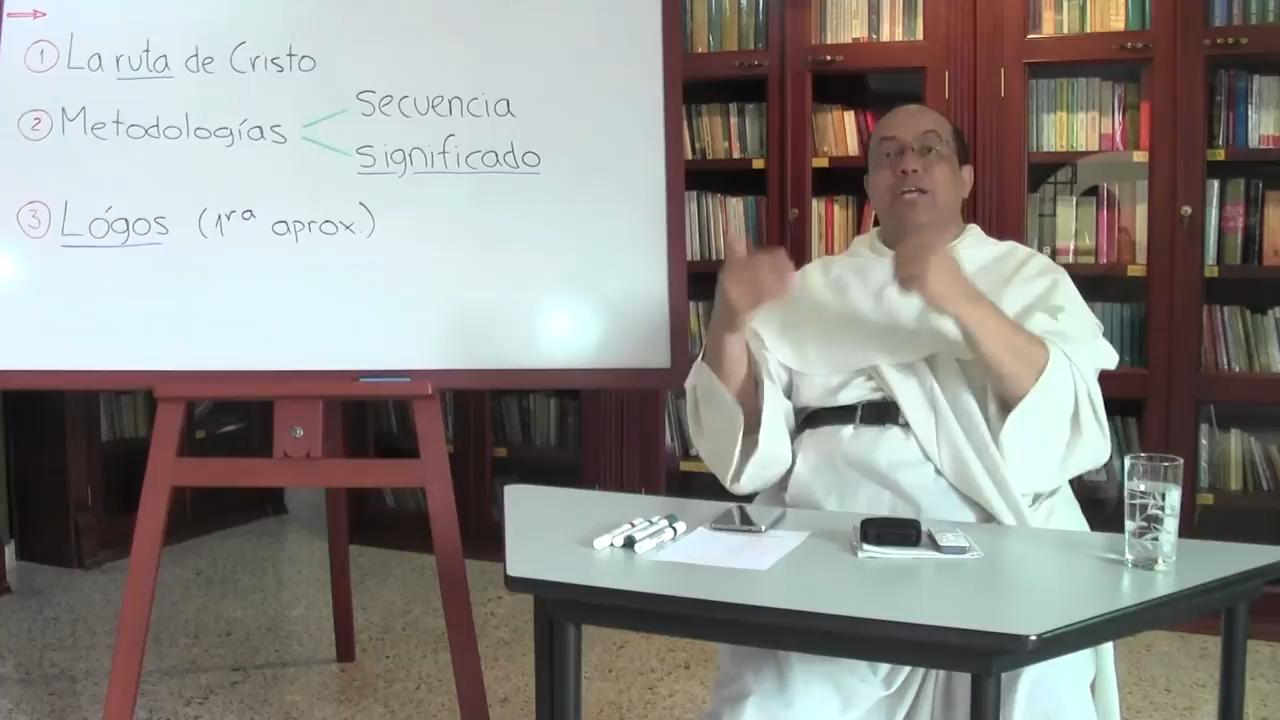 ① La ruta de Cristo
② Metodologías
Secuencia
significado
③ Lógos (1ʳᵃ aprox.)